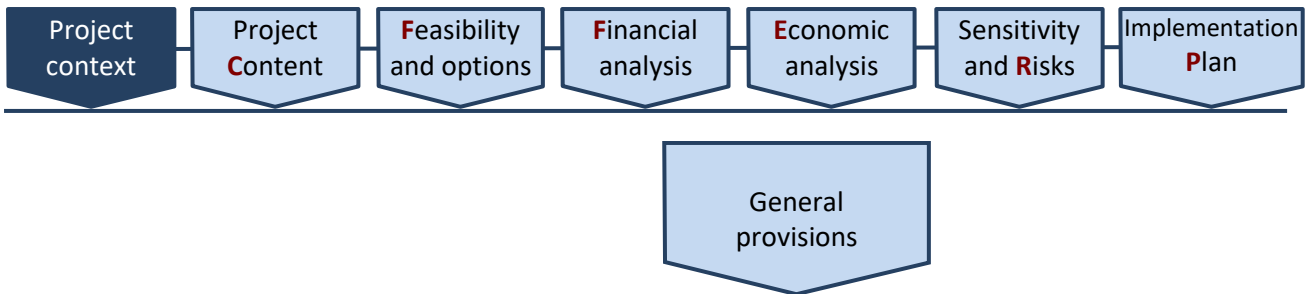 Project
context
Project
Content
Feasibility
and options
Financial
analysis
Economic
analysis
Sensitivity
and Risks
Implementation
Plan
General
provisions